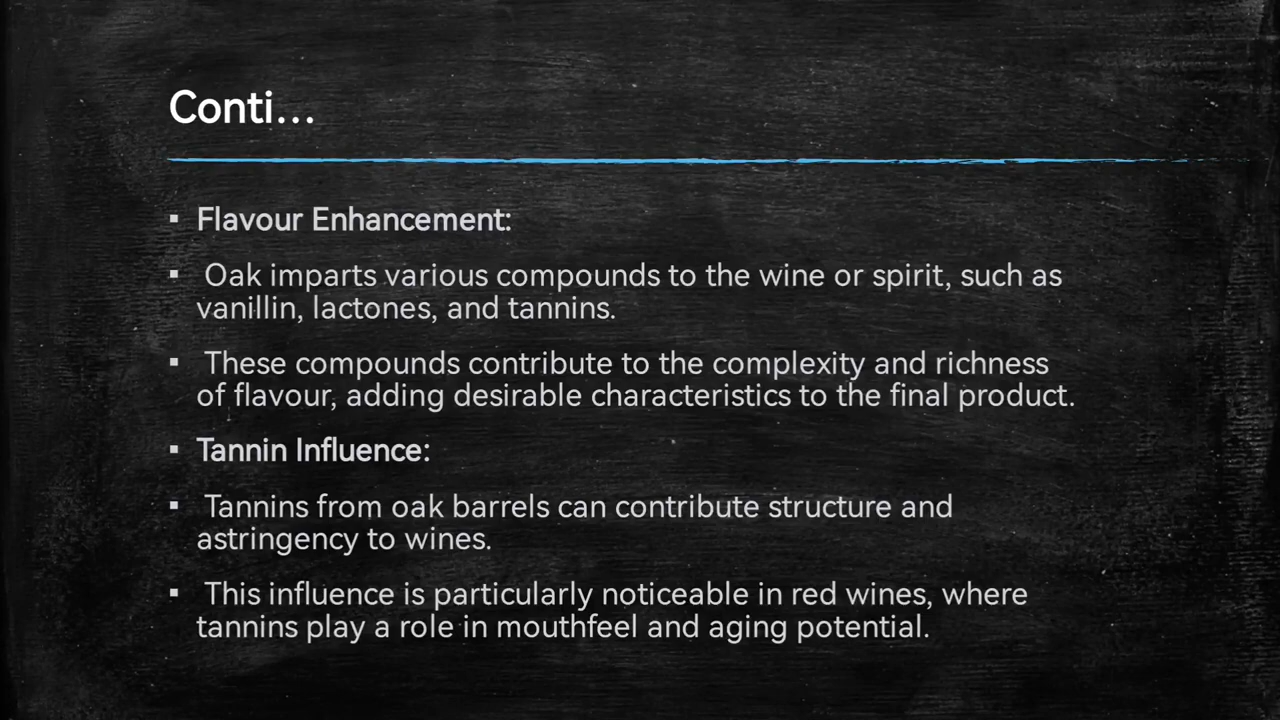 Conti...
▪ Flavour Enhancement:
▪ Oak imparts various compounds to the wine or spirit, such as
vanillin, lactones, and tannins.
▪ These compounds contribute to the complexity and richness
of flavour, adding desirable characteristics to the final product.
▪ Tannin Influence:
▪ Tannins from oak barrels can contribute structure and
astringency to wines.
▪ This influence is particularly noticeable in red wines, where
tannins play a role in mouthfeel and aging potential.